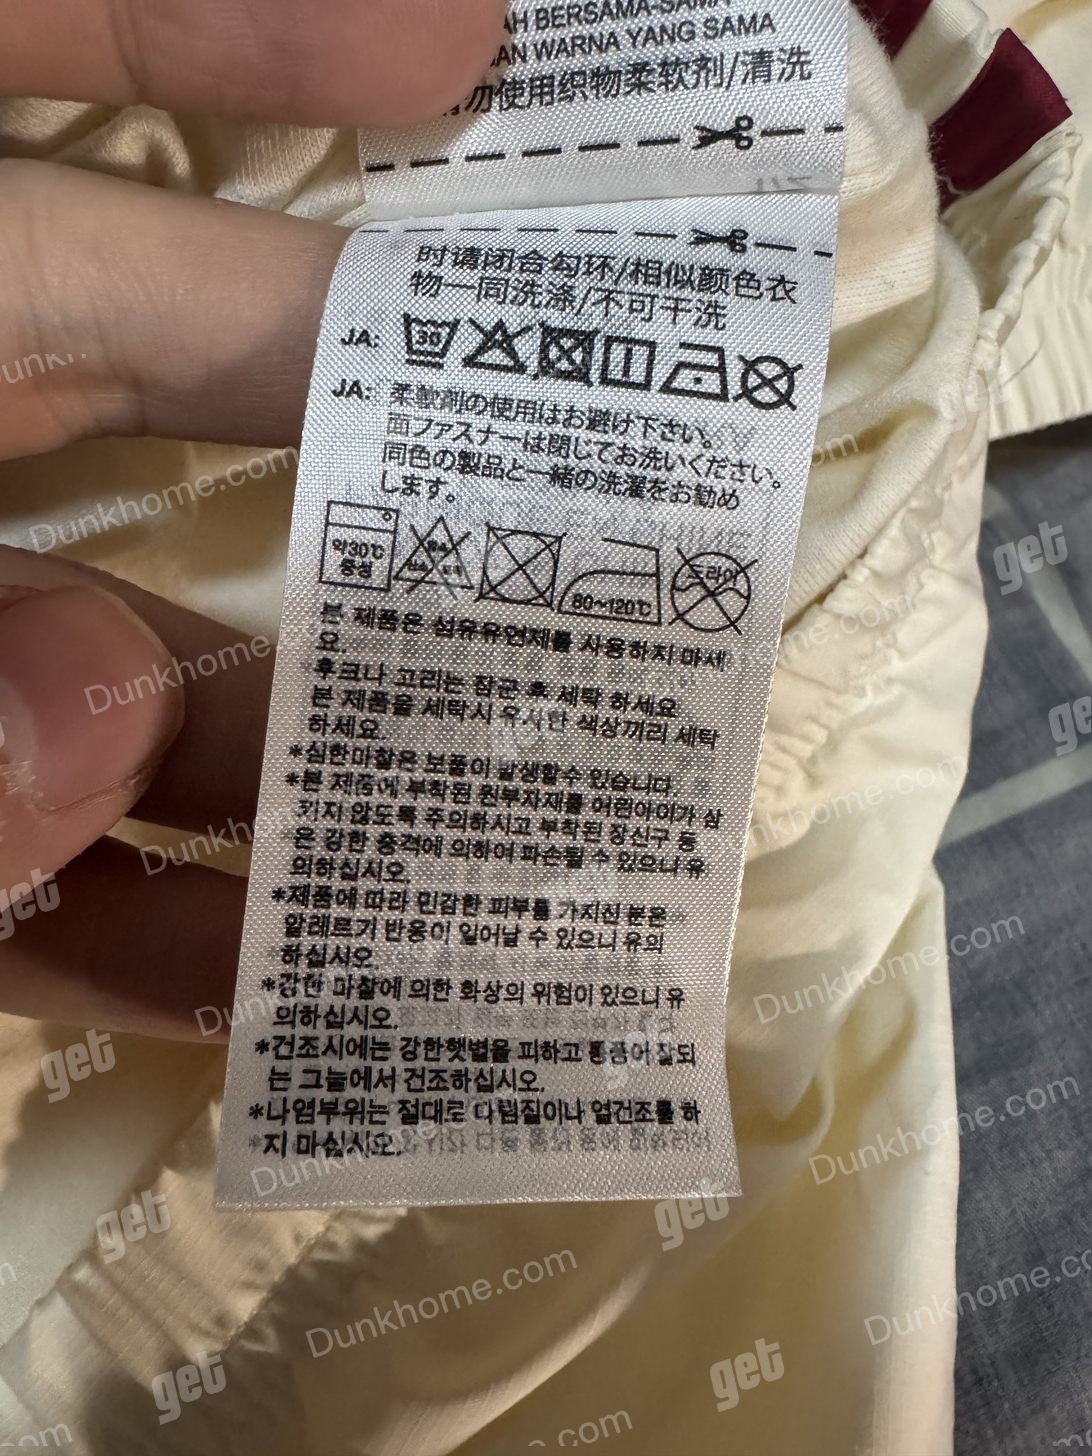 AH BERSAMA-SAMA
AN WARNA YANG SAMA
请勿使用织物柔软剂/清洗
时请闭合勾环/相似颜色衣
物一同洗涤/不可干洗
JA: 30
JA: 柔軟剤の使用はお避け下さい。
面ファスナーは閉じてお洗いください。
同色の製品と一緒の洗濯をお勧め
します。
약30℃
중성
80~120℃
드라이
본 제품은 섬유유연제를 사용하지 마세
요.
후크나 고리는 잠군 후 세탁 하세요
본 제품을 세탁시 유사한 색상끼리 세탁
하세요.
*심한마찰은 보풀이 발생할수 있습니다.
*본 제품에 부착된 원부자재를 어린아이가 삼
키지 않도록 주의하시고 부착된 장신구 등
은 강한 충격에 의하여 파손될 수 있으니 유
의하십시오.
*제품에 따라 민감한 피부를 가지신 분은
알레르기 반응이 일어날 수 있으니 유의
하십시오.
*강한 마찰에 의한 화상의 위험이 있으니 유
의하십시오.
*건조시에는 강한햇볕을 피하고 통풍이 잘되
는 그늘에서 건조하십시오.
*나염부위는 절대로 다림질이나 열건조를 하
지 마십시오.
Dunkhome.com
get